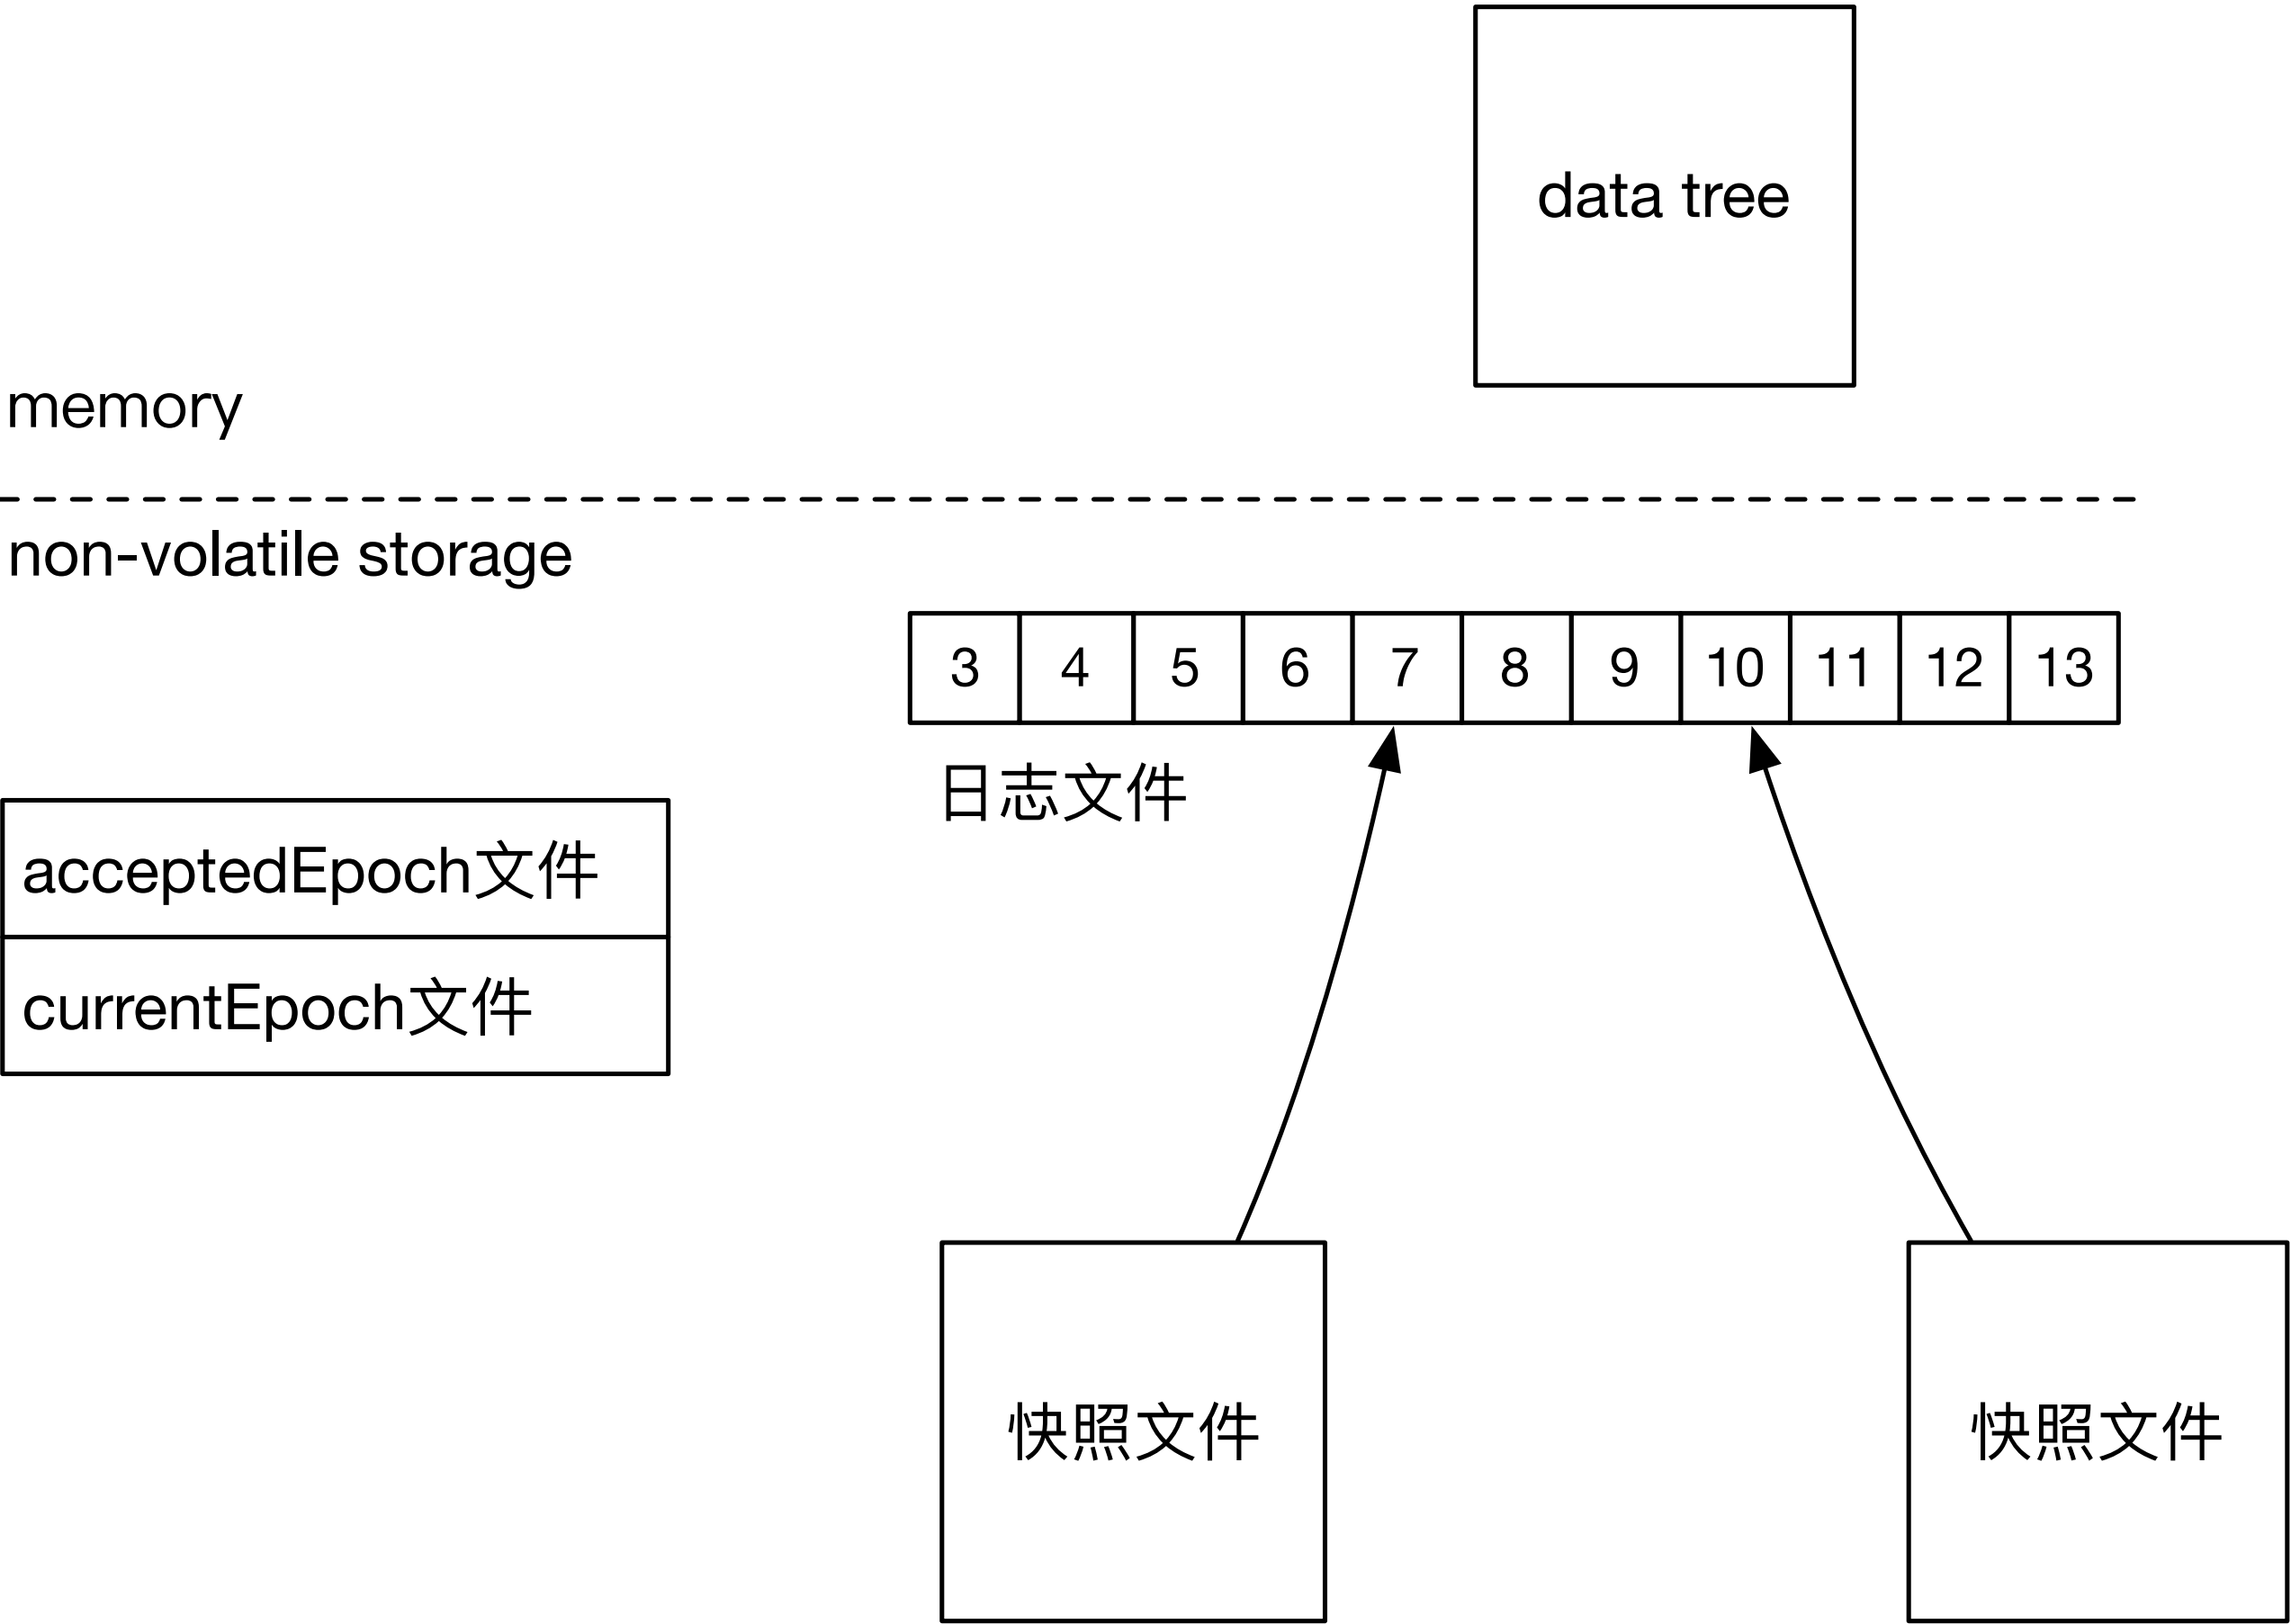 data tree
memory
non-volatile storage
3 4 5 6 7 8 9 10 11 12 13
日志文件
acceptedEpoch文件
currentEpoch文件
快照文件
快照文件